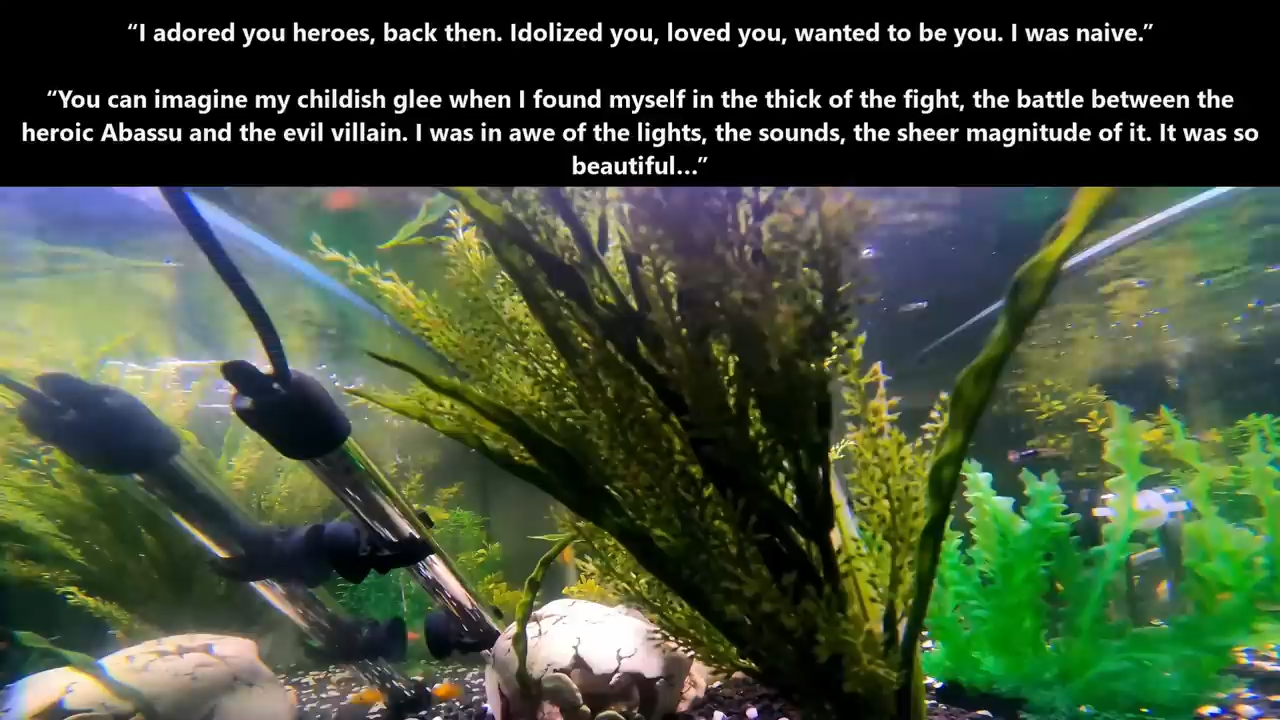 “I adored you heroes, back then. Idolized you, loved you, wanted to be you. I was naive.”
“You can imagine my childish glee when I found myself in the thick of the fight, the battle between the
heroic Abassu and the evil villain. I was in awe of the lights, the sounds, the sheer magnitude of it. It was so
beautiful...”